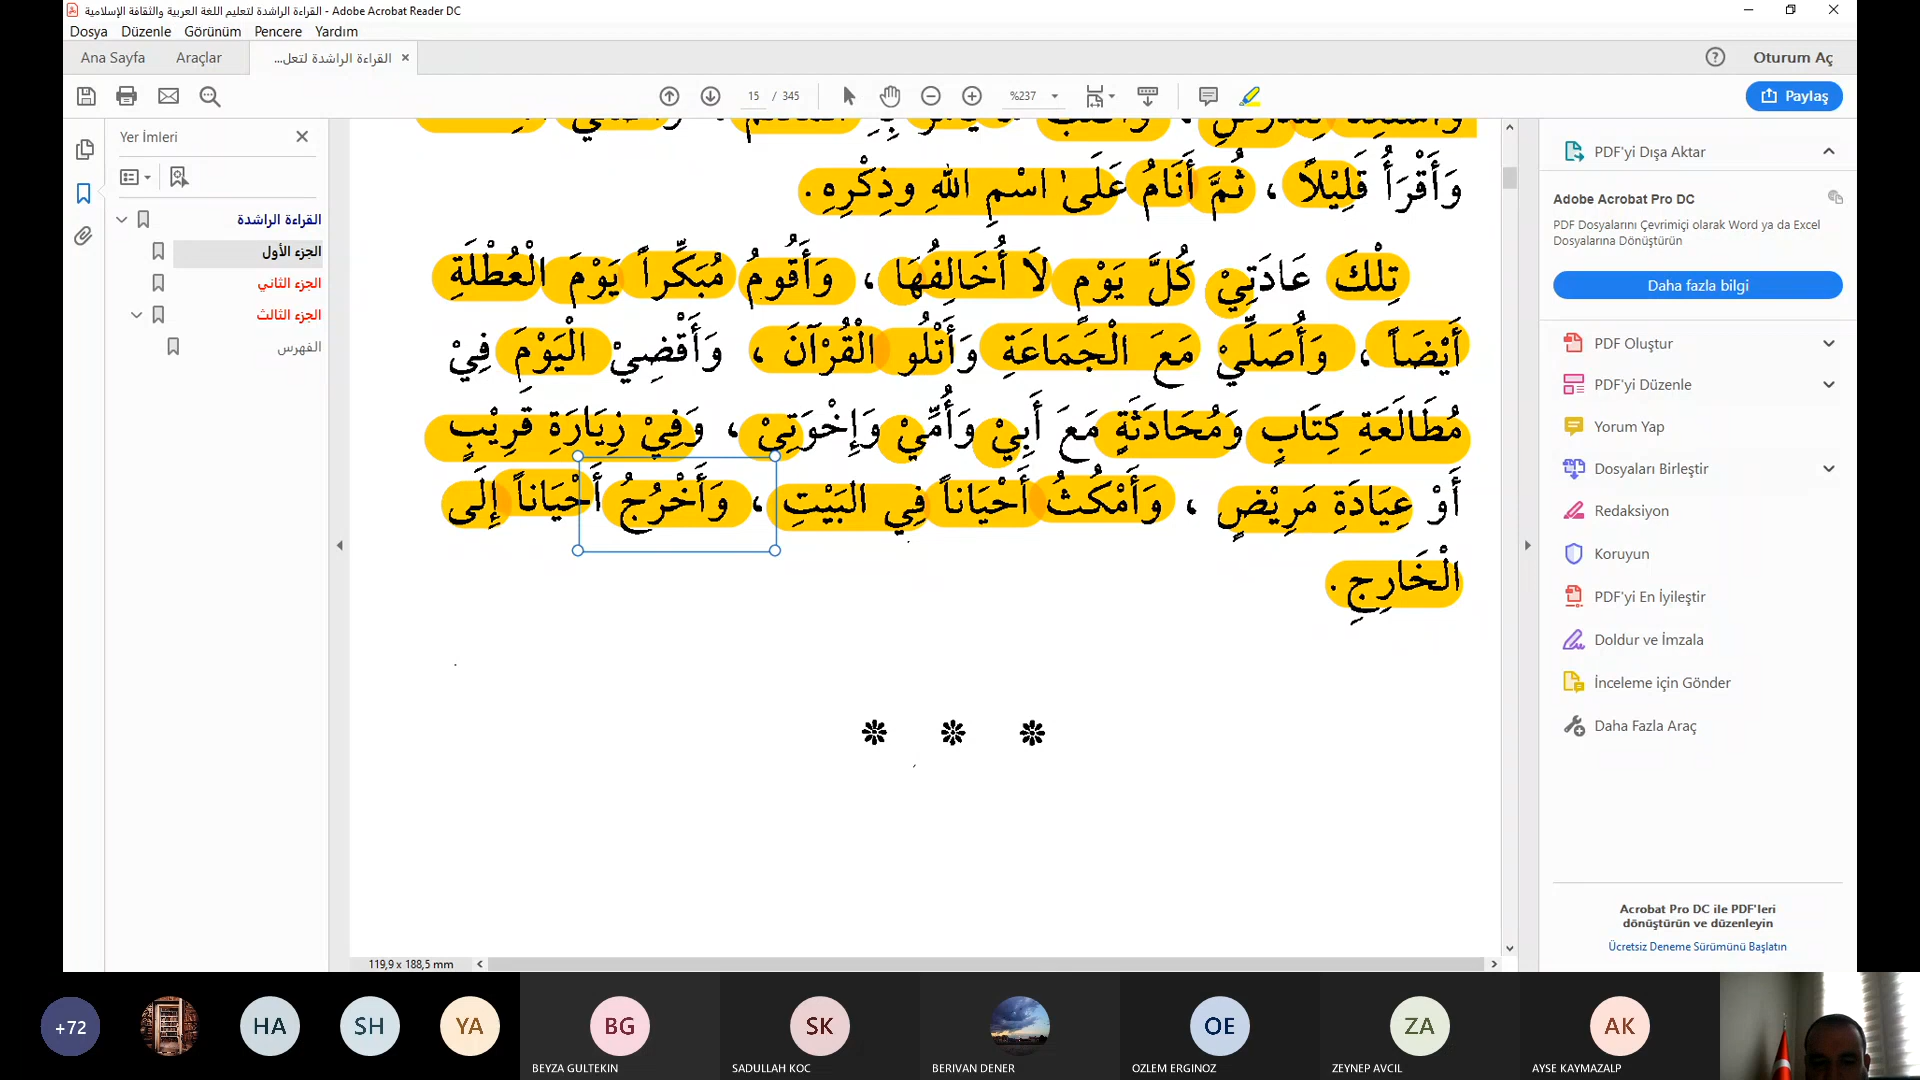 القراءة الراشدة لتعليم اللغة العربية والثقافة الإسلامية - Adobe Acrobat Reader DC
Dosya Düzenle Görünüm Pencere Yardım
Ana Sayfa Araçlar القراءة الراشدة لتعل... Oturum Aç
15 / 345 %237 Paylaş
Yer İmleri
القراءة الراشدة
الجزء الأول
الجزء الثاني
الجزء الثالث
الفهرس
وَأَقْرَأُ قَلِيْلاً ، ثُمَّ أَنَامُ عَلَىٰ اسْمِ اللهِ وذِكْرِهِ .
تِلْكَ عَادَتِيْ كُلَّ يَوْم لَا أُخَالِفُهَا ، وَأَقُومُ مُبَكِّراً يَوْمَ الْعُطْلَةِ
أَيْضَاً ، وَأُصَلِّيْ مَعَ الْجَمَاعَةِ وَأَتْلُو الْقُرْآنَ ، وَأَقْضِيْ الْيَوْمَ فِيْ
مُطَالَعَةِ كِتَابٍ وَمُحَادَثَةٍ مَعَ أَبِيْ وَأُمِّيْ وَإِخْوَتِيْ ، وَفِيْ زِيَارَةِ قَرِيْبٍ
أَوْ عِيَادَةِ مَرِيْضٍ ، وَأَمْكُثُ أَحْيَاناً فِي البَيْتِ ، وَأَخْرُجُ أَحْيَاناً إِلَى
الْخَارِجِ .
119,9 x 188,5 mm
PDF'yi Dışa Aktar
Adobe Acrobat Pro DC
PDF Dosyalarını Çevrimiçi olarak Word ya da Excel
Dosyalarına Dönüştürün
Daha fazla bilgi
PDF Oluştur
PDF'yi Düzenle
Yorum Yap
Dosyaları Birleştir
Redaksiyon
Koruyun
PDF'yi En İyileştir
Doldur ve İmzala
İnceleme için Gönder
Daha Fazla Araç
Acrobat Pro DC ile PDF'leri
dönüştürün ve düzenleyin
Ücretsiz Deneme Sürümünü Başlatın
+72 HA SH YA BG SK OE ZA AK
BEYZA GULTEKIN SADULLAH KOC BERIVAN DENER OZLEM ERGINOZ ZEYNEP AVCIL AYSE KAYMAZALP